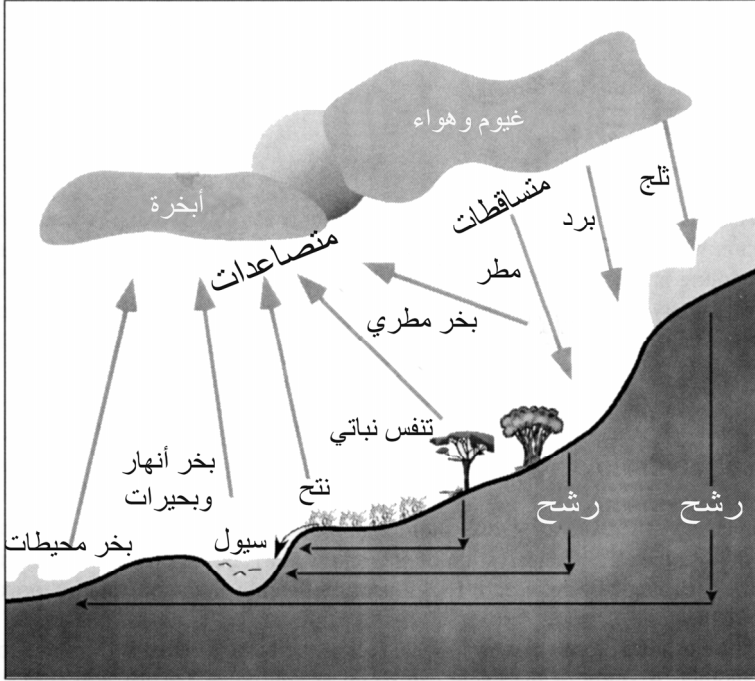 غيوم وهواء
أبخرة
ثلج
برد
متساقطات
مطر
متصاعدات
بخر مطري
تنفس نباتي
نتح
بخر أنهار
وبحيرات
سيول
بخر محيطات
رشح
رشح